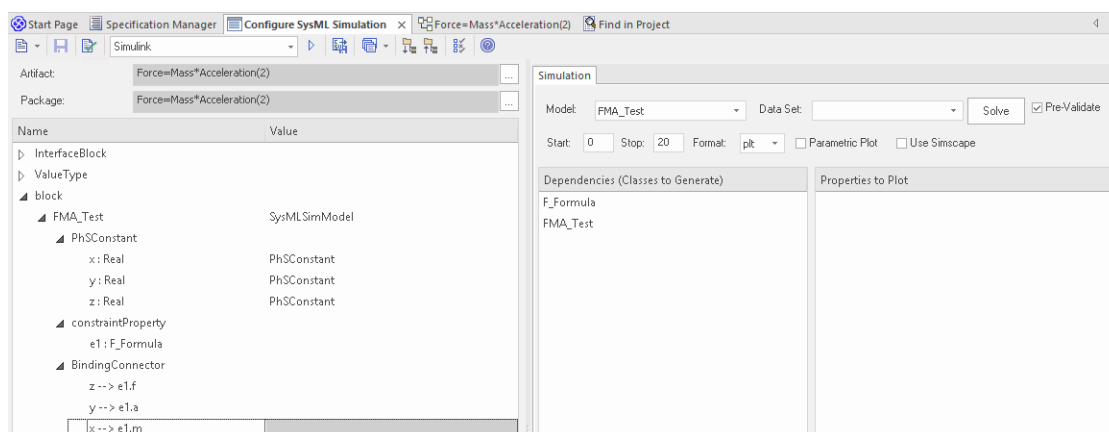 Start Page Specification Manager Configure SysML Simulation × Force=Mass*Acceleration(2) Find in Project
Simulink
Artifact: Force=Mass*Acceleration(2) ...
Package: Force=Mass*Acceleration(2) ...
Name Value
InterfaceBlock
ValueType
block
FMA_Test SysMLSimModel
PhSConstant
x : Real PhSConstant
y : Real PhSConstant
z : Real PhSConstant
constraintProperty
e1 : F_Formula
BindingConnector
z --> e1.f
y --> e1.a
x --> e1.m
Simulation
Model: FMA_Test Data Set: Solve Pre-Validate
Start: 0 Stop: 20 Format: plt Parametric Plot Use Simscape
Dependencies (Classes to Generate) Properties to Plot
F_Formula
FMA_Test